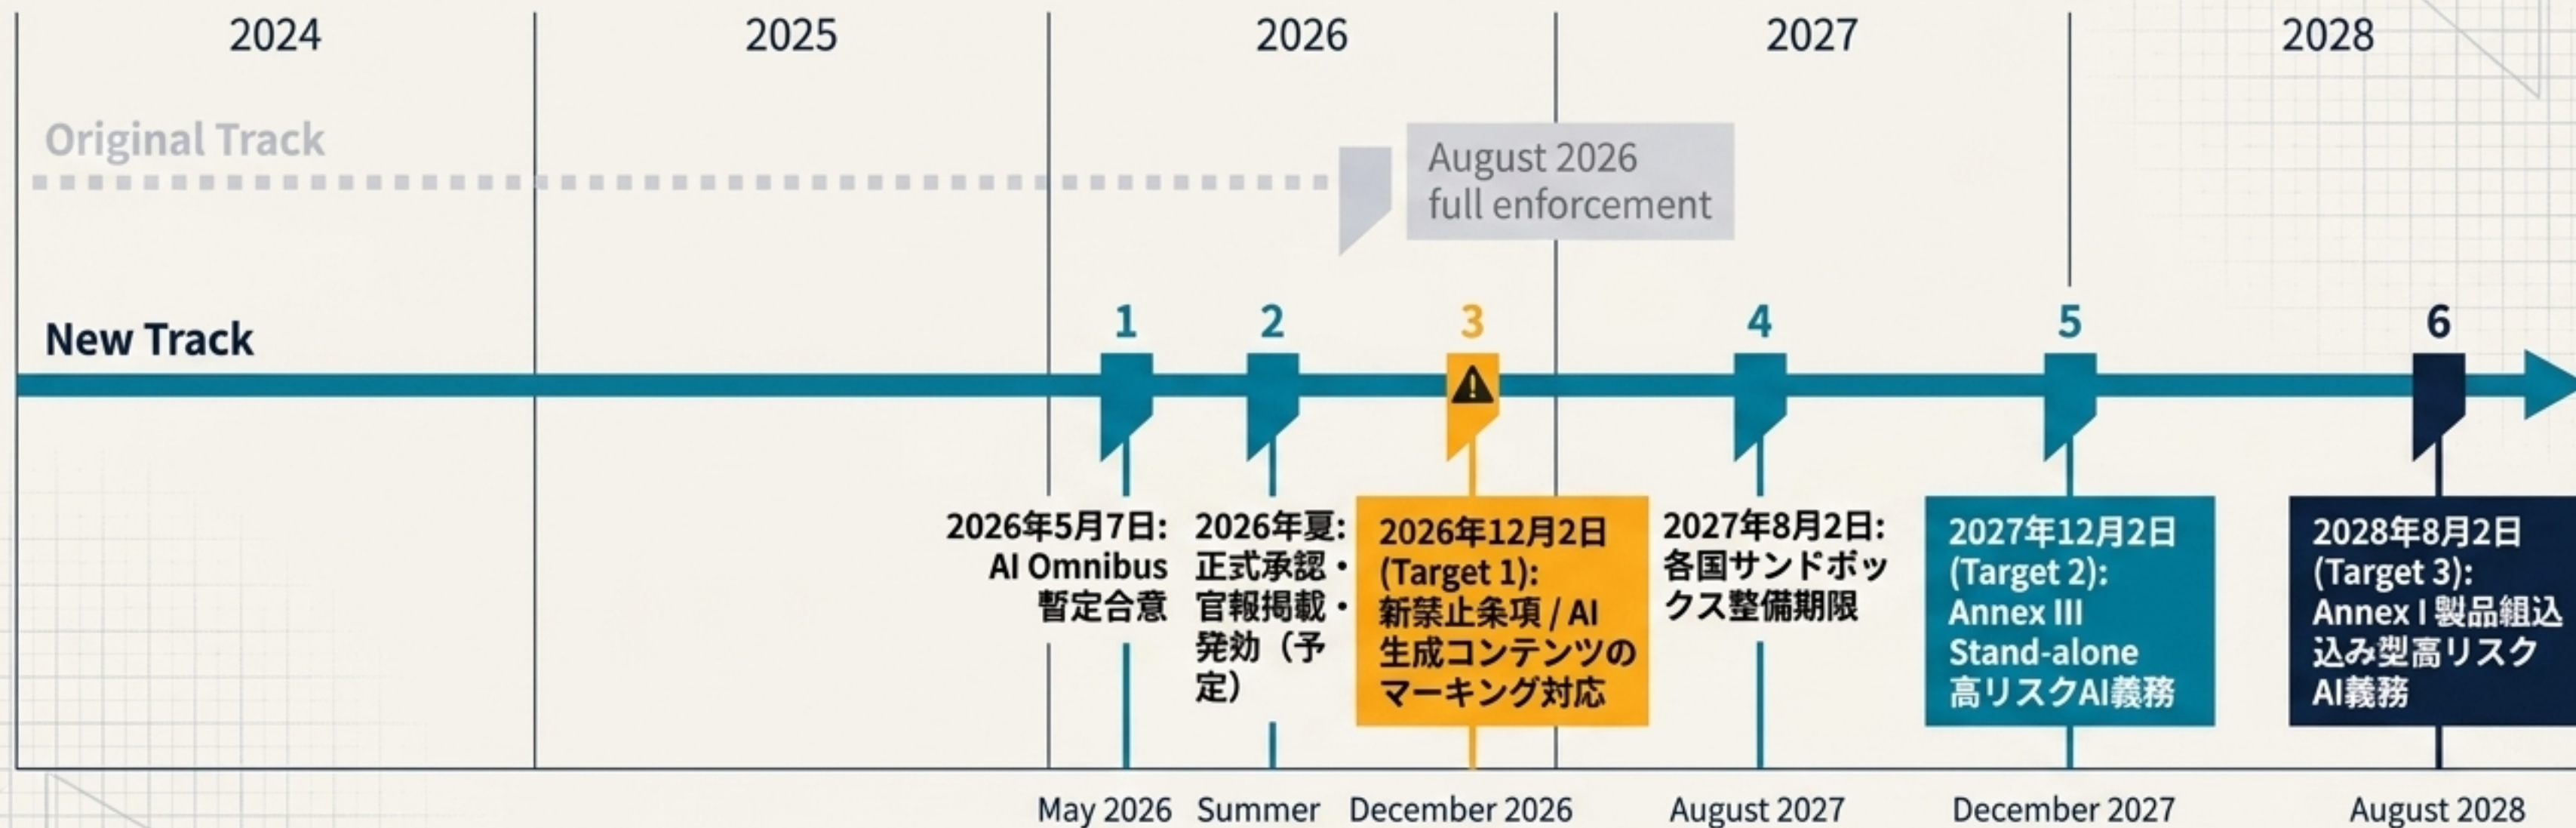 2024
2025
2026
2027
2028
Original Track
August 2026
full enforcement
New Track
1
2
3
4
5
6
2026年5月7日:
AI Omnibus
暫定合意
2026年夏:
正式承認・
官報掲載・
発効（予
定）
2026年12月2日
(Target 1):
新禁止条項 / AI
生成コンテンツの
マーキング対応
2027年8月2日:
各国サンドボッ
クス整備期限
2027年12月2日
(Target 2):
Annex III
Stand-alone
高リスクAI義務
2028年8月2日
(Target 3):
Annex I 製品組込
込み型高リスク
AI義務
May 2026
Summer
December 2026
August 2027
December 2027
August 2028